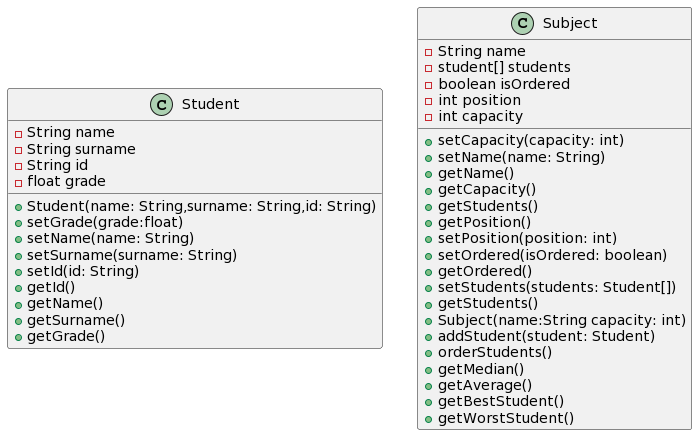 C Student
String name
String surname
String id
float grade
Student(name: String,surname: String,id: String)
setGrade(grade:float)
setName(name: String)
setSurname(surname: String)
setId(id: String)
getId()
getName()
getSurname()
getGrade()
C Subject
String name
student[] students
boolean isOrdered
int position
int capacity
setCapacity(capacity: int)
setName(name: String)
getName()
getCapacity()
getStudents()
getPosition()
setPosition(position: int)
setOrdered(isOrdered: boolean)
getOrdered()
setStudents(students: Student[])
getStudents()
Subject(name:String capacity: int)
addStudent(student: Student)
orderStudents()
getMedian()
getAverage()
getBestStudent()
getWorstStudent()